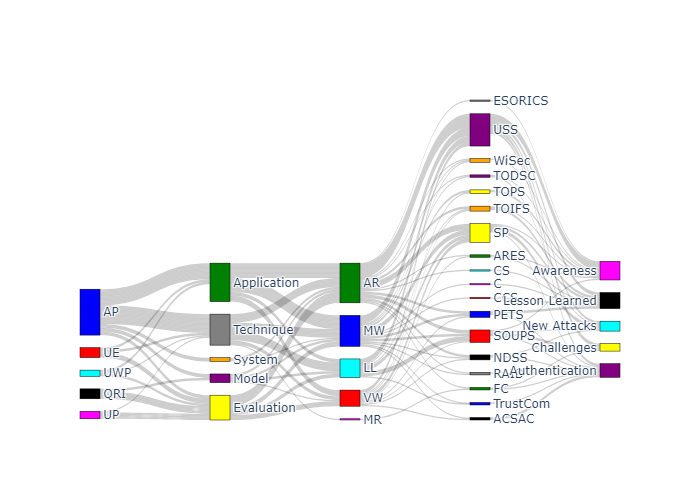 AP
UE
UWP
QRI
UP
Application
Technique
System
Model
Evaluation
AR
MW
LL
VW
MR
ESORICS
USS
WiSec
TODSC
TOPS
TOIFS
SP
ARES
CS
C
CCS
PETS
SOUPS
NDSS
RAID
FC
TrustCom
ACSAC
Awareness
Lesson Learned
New Attacks
Challenges
Authentication